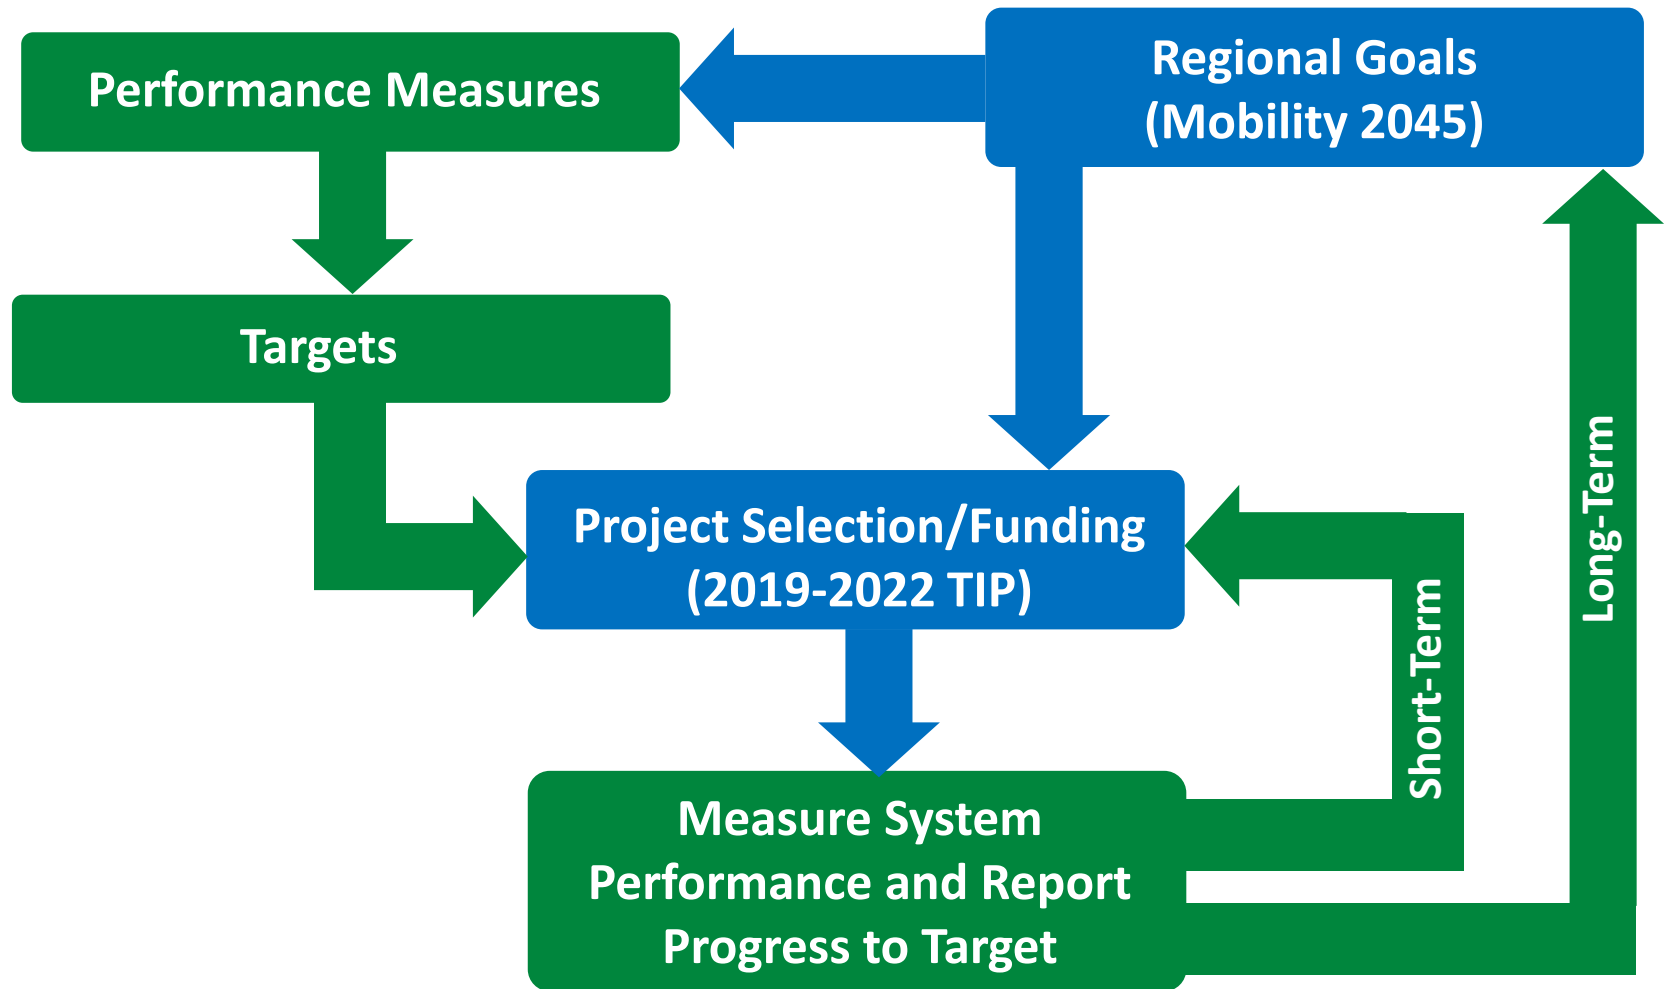 Performance Measures
Regional Goals
(Mobility 2045)
Targets
Project Selection/Funding
(2019-2022 TIP)
Short-Term
Long-Term
Measure System
Performance and Report
Progress to Target